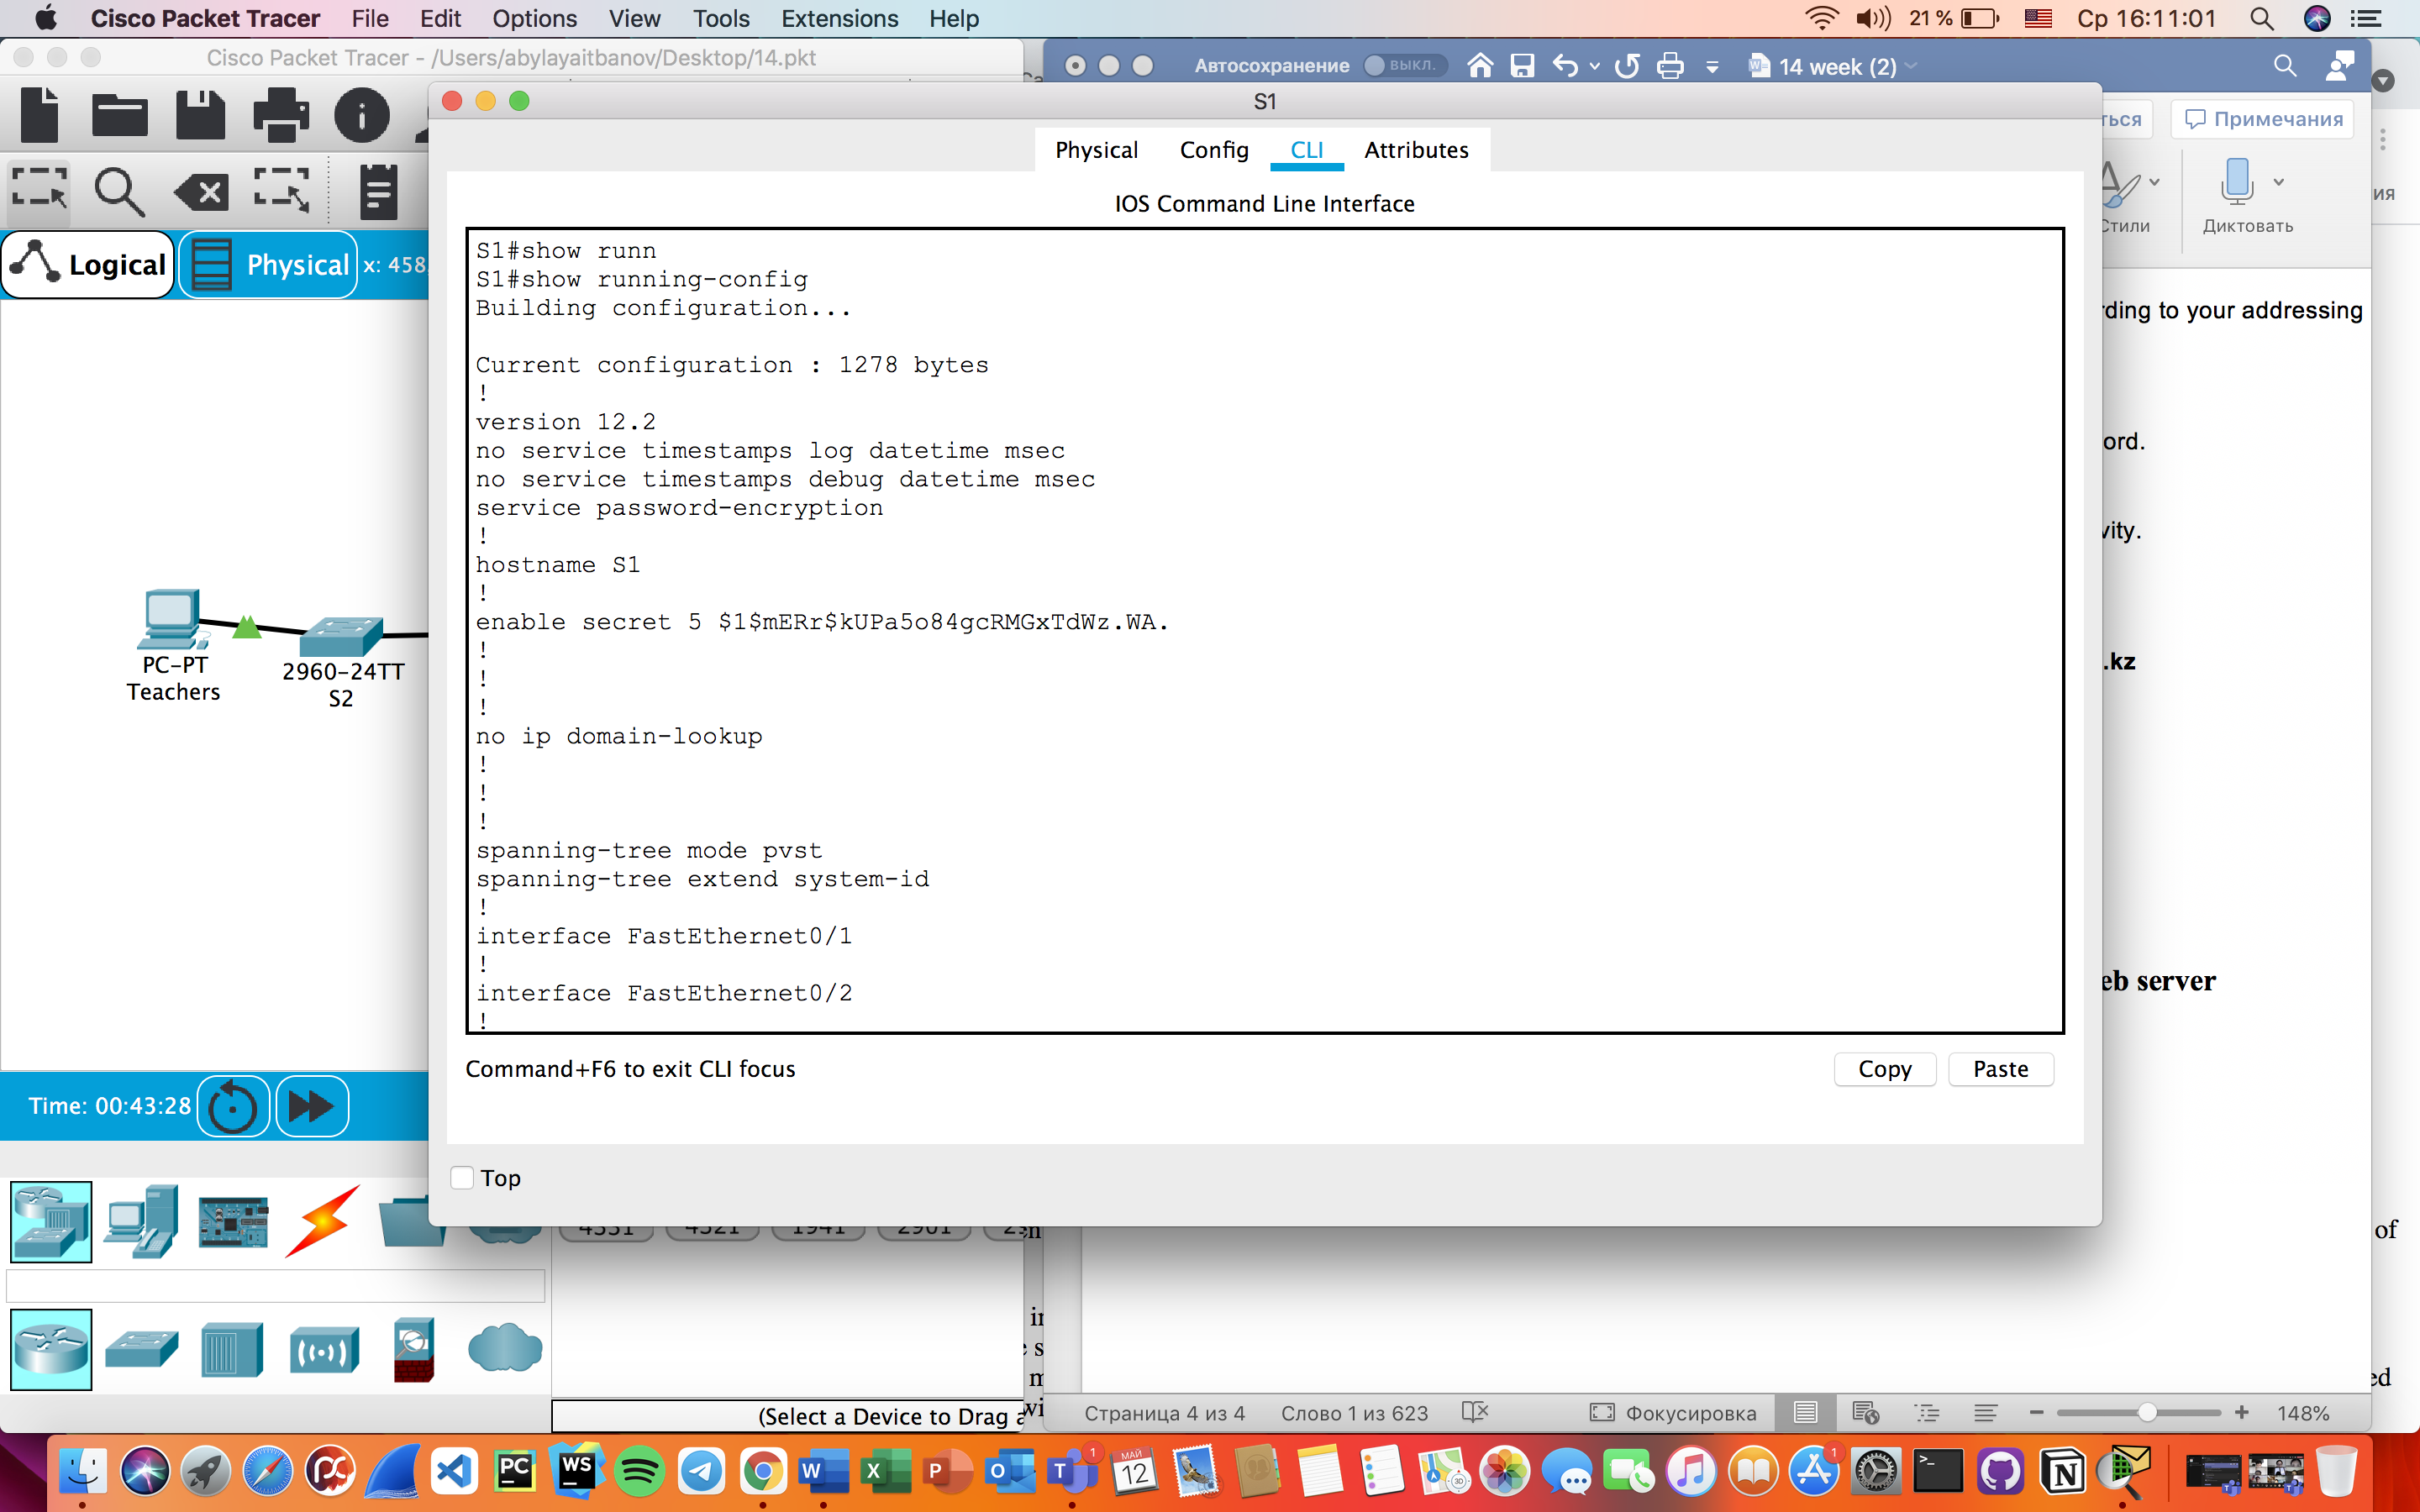 Cisco Packet Tracer File Edit Options View Tools Extensions Help 21 % Ср 16:11:01
Cisco Packet Tracer - /Users/abylayaitbanov/Desktop/14.pkt
Автосохранение ВЫКЛ. 14 week (2)
S1
ться Примечания
Physical Config CLI Attributes
IOS Command Line Interface
Стили Диктовать ия
Logical Physical x: 458
S1#show runn
S1#show running-config
Building configuration...
Current configuration : 1278 bytes
!
version 12.2
no service timestamps log datetime msec
no service timestamps debug datetime msec
service password-encryption
!
hostname S1
!
enable secret 5 $1$mERr$kUPa5o84gcRMGxTdWz.WA.
!
!
!
no ip domain-lookup
!
!
!
spanning-tree mode pvst
spanning-tree extend system-id
!
interface FastEthernet0/1
!
interface FastEthernet0/2
!
rding to your addressing
ord.
vity.
.kz
eb server
PC-PT
Teachers
2960-24TT
S2
Command+F6 to exit CLI focus
Copy Paste
Time: 00:43:28
Top
4331 4321 1941 2901
of
ed
(Select a Device to Drag a
Страница 4 из 4 Слово 1 из 623 Фокусировка 148%
PC WS W X P O T 1 МАЙ 12 3D 1 >_ N